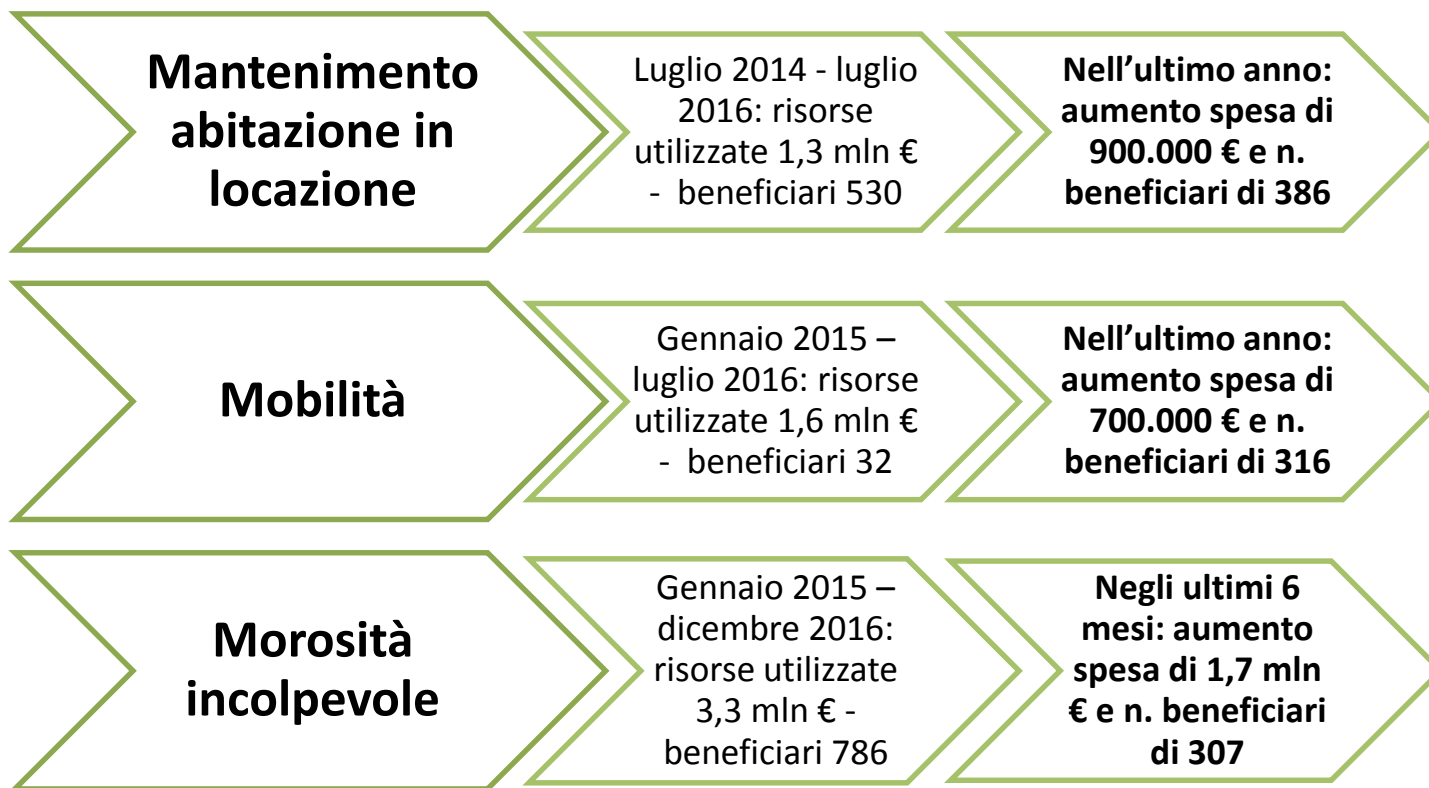 Mantenimento
abitazione in
locazione
Luglio 2014 - luglio
2016: risorse
utilizzate 1,3 mln €
- beneficiari 530
Nell’ultimo anno:
aumento spesa di
900.000 € e n.
beneficiari di 386
Mobilità
Gennaio 2015 –
luglio 2016: risorse
utilizzate 1,6 mln €
- beneficiari 32
Nell’ultimo anno:
aumento spesa di
700.000 € e n.
beneficiari di 316
Morosità
incolpevole
Gennaio 2015 –
dicembre 2016:
risorse utilizzate
3,3 mln € -
beneficiari 786
Negli ultimi 6
mesi: aumento
spesa di 1,7 mln
€ e n. beneficiari
di 307